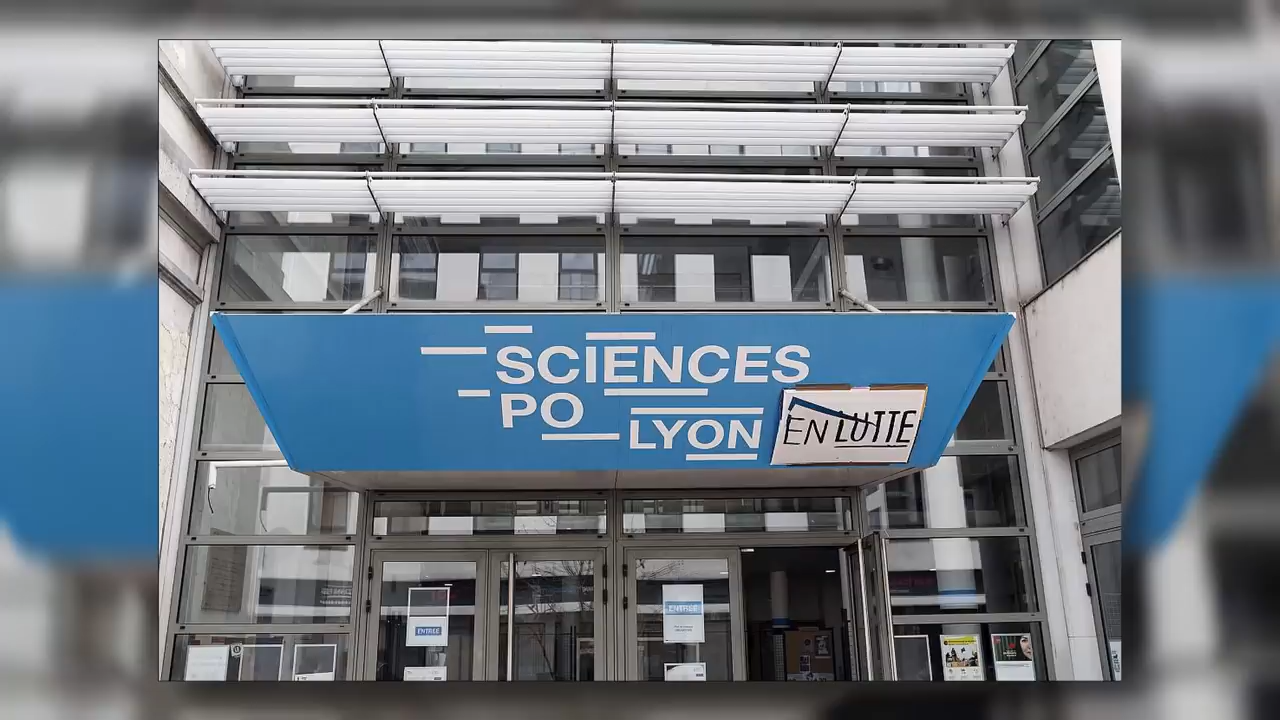 SCIENCES
PO
LYON
EN LUTTE
ENTRÉE
ENTRÉE